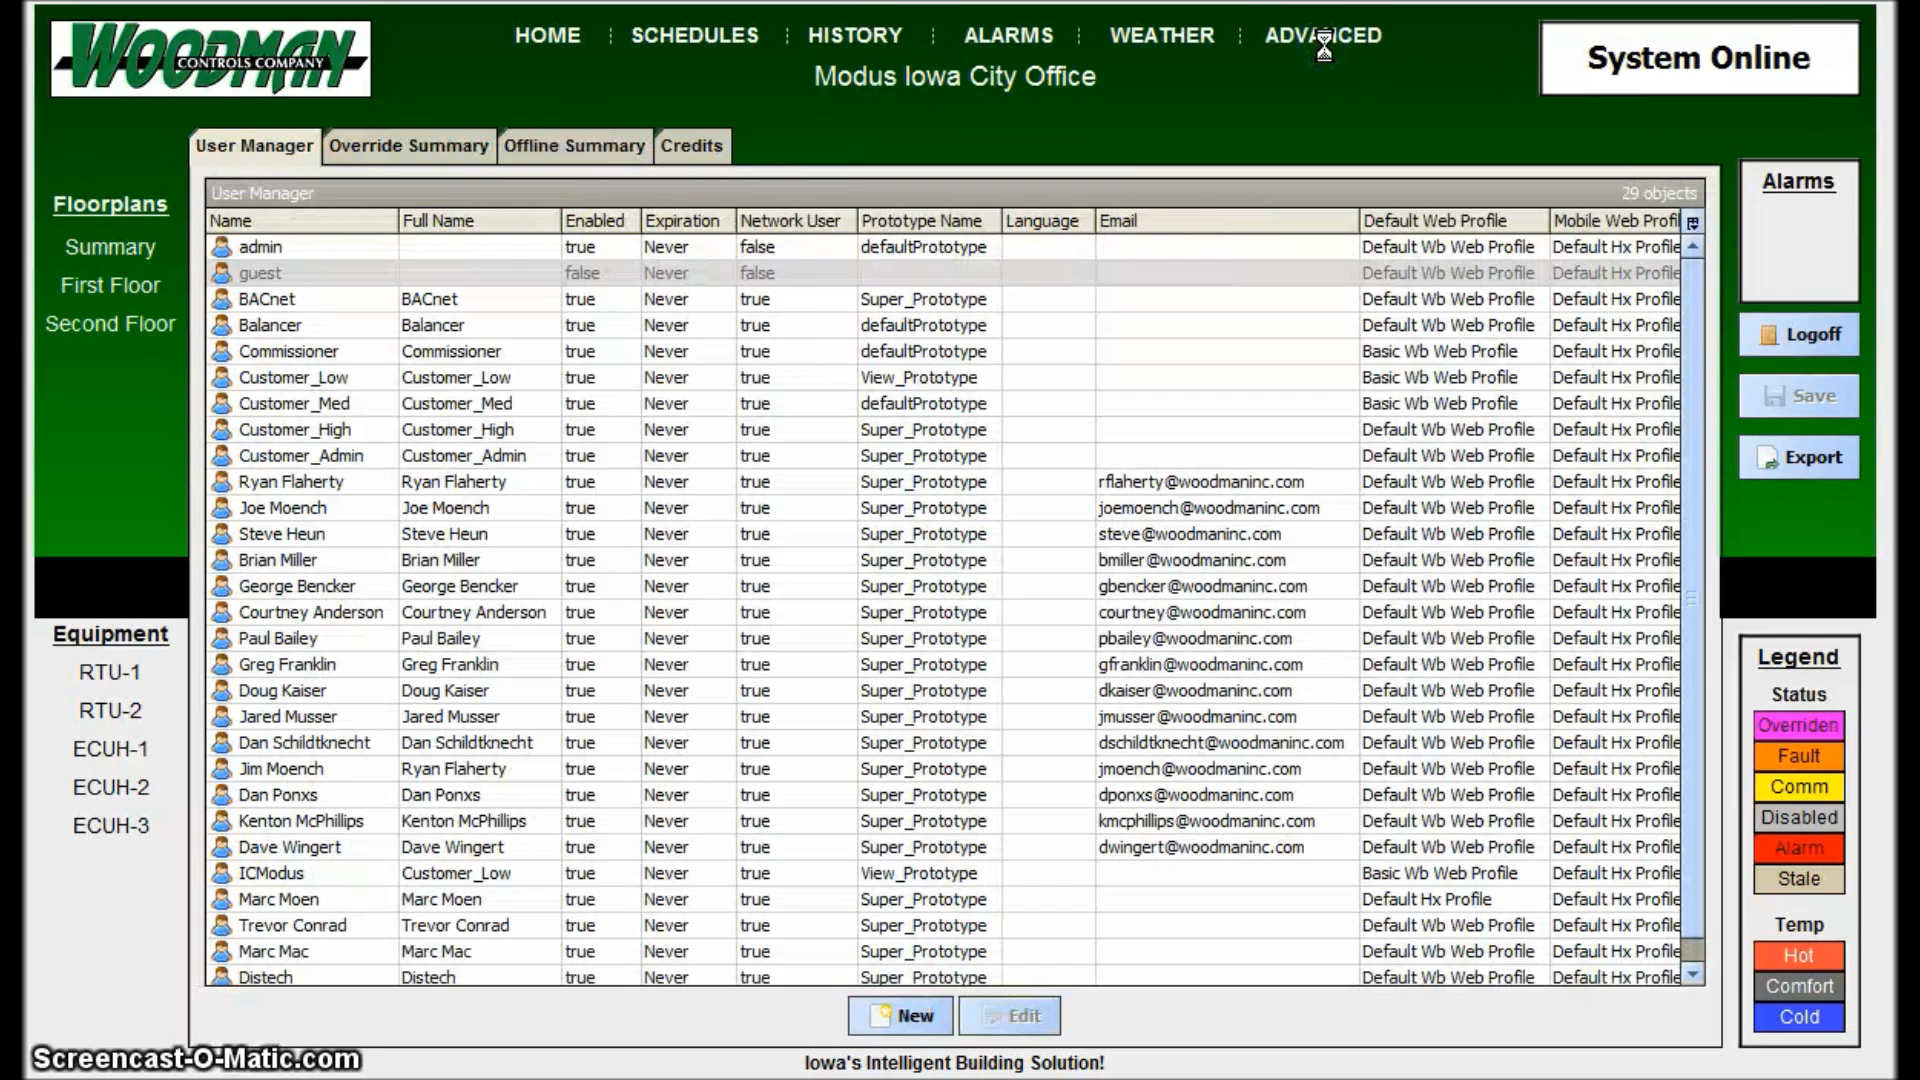 WOODMAN
CONTROLS COMPANY
HOME SCHEDULES HISTORY ALARMS WEATHER ADVANCED
Modus Iowa City Office
System Online
User Manager Override Summary Offline Summary Credits
Floorplans
Summary
First Floor
Second Floor
Equipment
RTU-1
RTU-2
ECUH-1
ECUH-2
ECUH-3
User Manager 29 objects
Name Full Name Enabled Expiration Network User Prototype Name Language Email Default Web Profile Mobile Web Profil
admin true Never false defaultPrototype Default Wb Web Profile Default Hx Profile
guest false Never false Default Wb Web Profile Default Hx Profile
BACnet BACnet true Never true Super_Prototype Default Wb Web Profile Default Hx Profile
Balancer Balancer true Never true defaultPrototype Default Wb Web Profile Default Hx Profile
Commissioner Commissioner true Never true defaultPrototype Basic Wb Web Profile Default Hx Profile
Customer_Low Customer_Low true Never true View_Prototype Basic Wb Web Profile Default Hx Profile
Customer_Med Customer_Med true Never true defaultPrototype Basic Wb Web Profile Default Hx Profile
Customer_High Customer_High true Never true Super_Prototype Default Wb Web Profile Default Hx Profile
Customer_Admin Customer_Admin true Never true Super_Prototype Default Wb Web Profile Default Hx Profile
Ryan Flaherty Ryan Flaherty true Never true Super_Prototype rflaherty@woodmaninc.com Default Wb Web Profile Default Hx Profile
Joe Moench Joe Moench true Never true Super_Prototype joemoench@woodmaninc.com Default Wb Web Profile Default Hx Profile
Steve Heun Steve Heun true Never true Super_Prototype steve@woodmaninc.com Default Wb Web Profile Default Hx Profile
Brian Miller Brian Miller true Never true Super_Prototype bmiller@woodmaninc.com Default Wb Web Profile Default Hx Profile
George Bencker George Bencker true Never true Super_Prototype gbencker@woodmaninc.com Default Wb Web Profile Default Hx Profile
Courtney Anderson Courtney Anderson true Never true Super_Prototype courtney@woodmaninc.com Default Wb Web Profile Default Hx Profile
Paul Bailey Paul Bailey true Never true Super_Prototype pbailey@woodmaninc.com Default Wb Web Profile Default Hx Profile
Greg Franklin Greg Franklin true Never true Super_Prototype gfranklin@woodmaninc.com Default Wb Web Profile Default Hx Profile
Doug Kaiser Doug Kaiser true Never true Super_Prototype dkaiser@woodmaninc.com Default Wb Web Profile Default Hx Profile
Jared Musser Jared Musser true Never true Super_Prototype jmusser@woodmaninc.com Default Wb Web Profile Default Hx Profile
Dan Schildtknecht Dan Schildtknecht true Never true Super_Prototype dschildtknecht@woodmaninc.com Default Wb Web Profile Default Hx Profile
Jim Moench Ryan Flaherty true Never true Super_Prototype jmoench@woodmaninc.com Default Wb Web Profile Default Hx Profile
Dan Ponxs Dan Ponxs true Never true Super_Prototype dponxs@woodmaninc.com Default Wb Web Profile Default Hx Profile
Kenton McPhillips Kenton McPhillips true Never true Super_Prototype kmcphillips@woodmaninc.com Default Wb Web Profile Default Hx Profile
Dave Wingert Dave Wingert true Never true Super_Prototype dwingert@woodmaninc.com Default Wb Web Profile Default Hx Profile
ICModus Customer_Low true Never true View_Prototype Basic Wb Web Profile Default Hx Profile
Marc Moen Marc Moen true Never true Super_Prototype Default Hx Profile Default Hx Profile
Trevor Conrad Trevor Conrad true Never true Super_Prototype Default Wb Web Profile Default Hx Profile
Marc Mac Marc Mac true Never true Super_Prototype Default Wb Web Profile Default Hx Profile
Distech Distech true Never true Super_Prototype Default Wb Web Profile Default Hx Profile
New Edit
Alarms
Logoff
Save
Export
Legend
Status
Overriden
Fault
Comm
Disabled
Alarm
Stale
Temp
Hot
Comfort
Cold
Screencast-O-Matic.com
Iowa's Intelligent Building Solution!